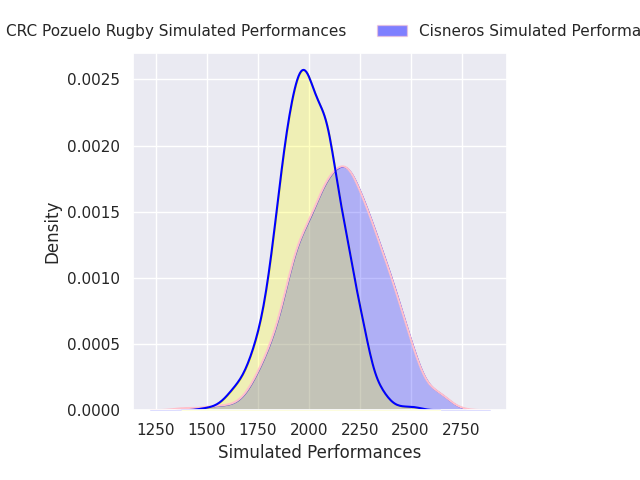 CRC Pozuelo Rugby Simulated Performances Cisneros Simulated Performa
0.0025
0.0020
0.0015
0.0010
0.0005
0.0000
Density
1250 1500 1750 2000 2250 2500 2750
Simulated Performances